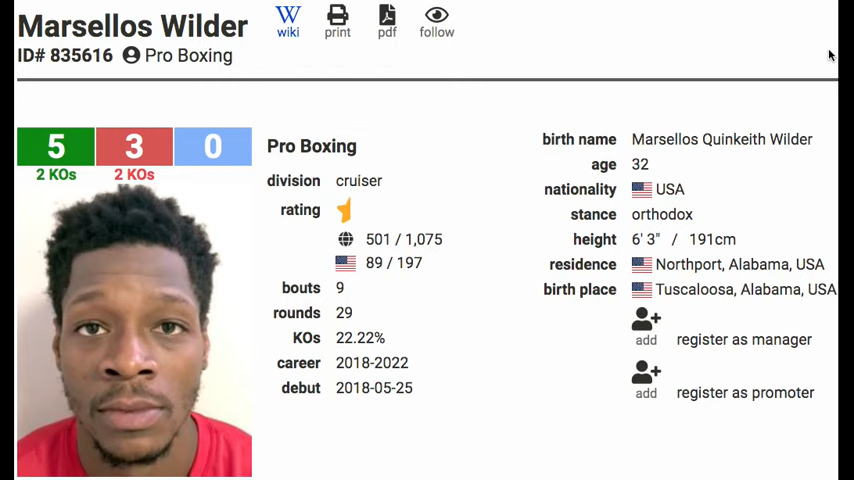 Marsellos Wilder
wiki print pdf follow
ID# 835616 Pro Boxing
5 3 0
2 KOs 2 KOs
Pro Boxing
division cruiser
rating
501 / 1,075
89 / 197
bouts 9
rounds 29
KOs 22.22%
career 2018-2022
debut 2018-05-25
birth name Marsellos Quinkeith Wilder
age 32
nationality USA
stance orthodox
height 6' 3" / 191cm
residence Northport, Alabama, USA
birth place Tuscaloosa, Alabama, USA
add register as manager
add register as promoter